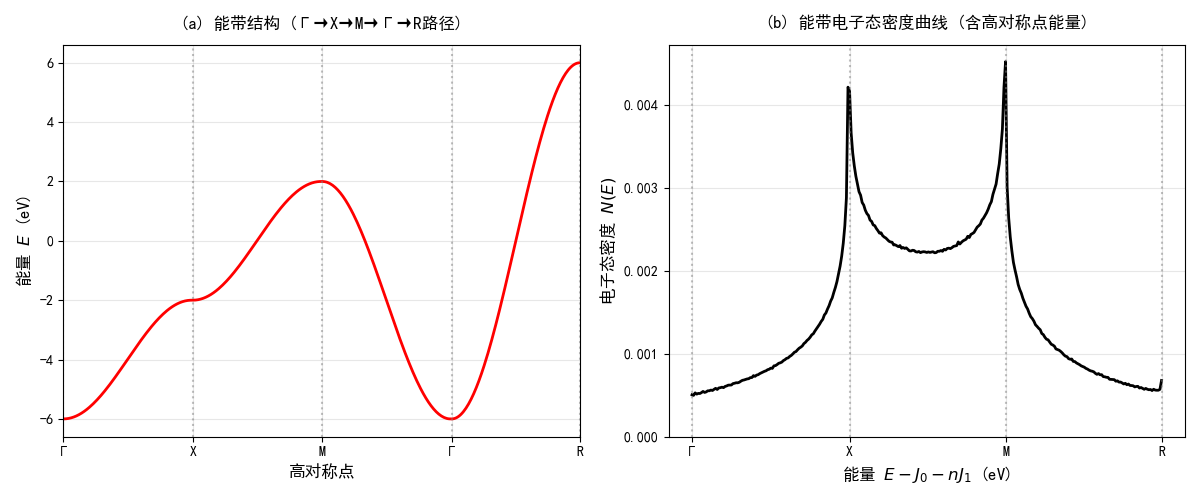 (a) 能带结构 (Γ→X→M→Γ→R路径)
6
4
2
0
−2
−4
−6
能量 E (eV)
Γ
X
M
Γ
R
高对称点
(b) 能带电子态密度曲线 (含高对称点能量)
0.004
0.003
0.002
0.001
0.000
电子态密度 N(E)
Γ
X
M
R
能量 E − J₀ − nJ₁ (eV)